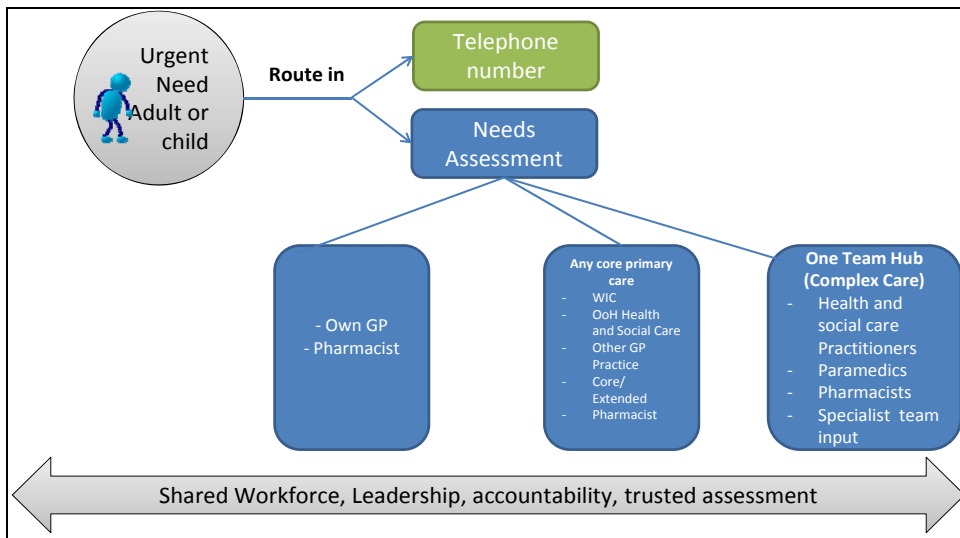 Urgent
Need
Adult or
child
Route in
Telephone
number
Needs
Assessment
- Own GP
- Pharmacist
Any core primary
care
- WIC
- OoH Health
and Social Care
- Other GP
Practice
- Core/
Extended
- Pharmacist
One Team Hub
(Complex Care)
- Health and
social care
Practitioners
- Paramedics
- Pharmacists
- Specialist team
input
Shared Workforce, Leadership, accountability, trusted assessment